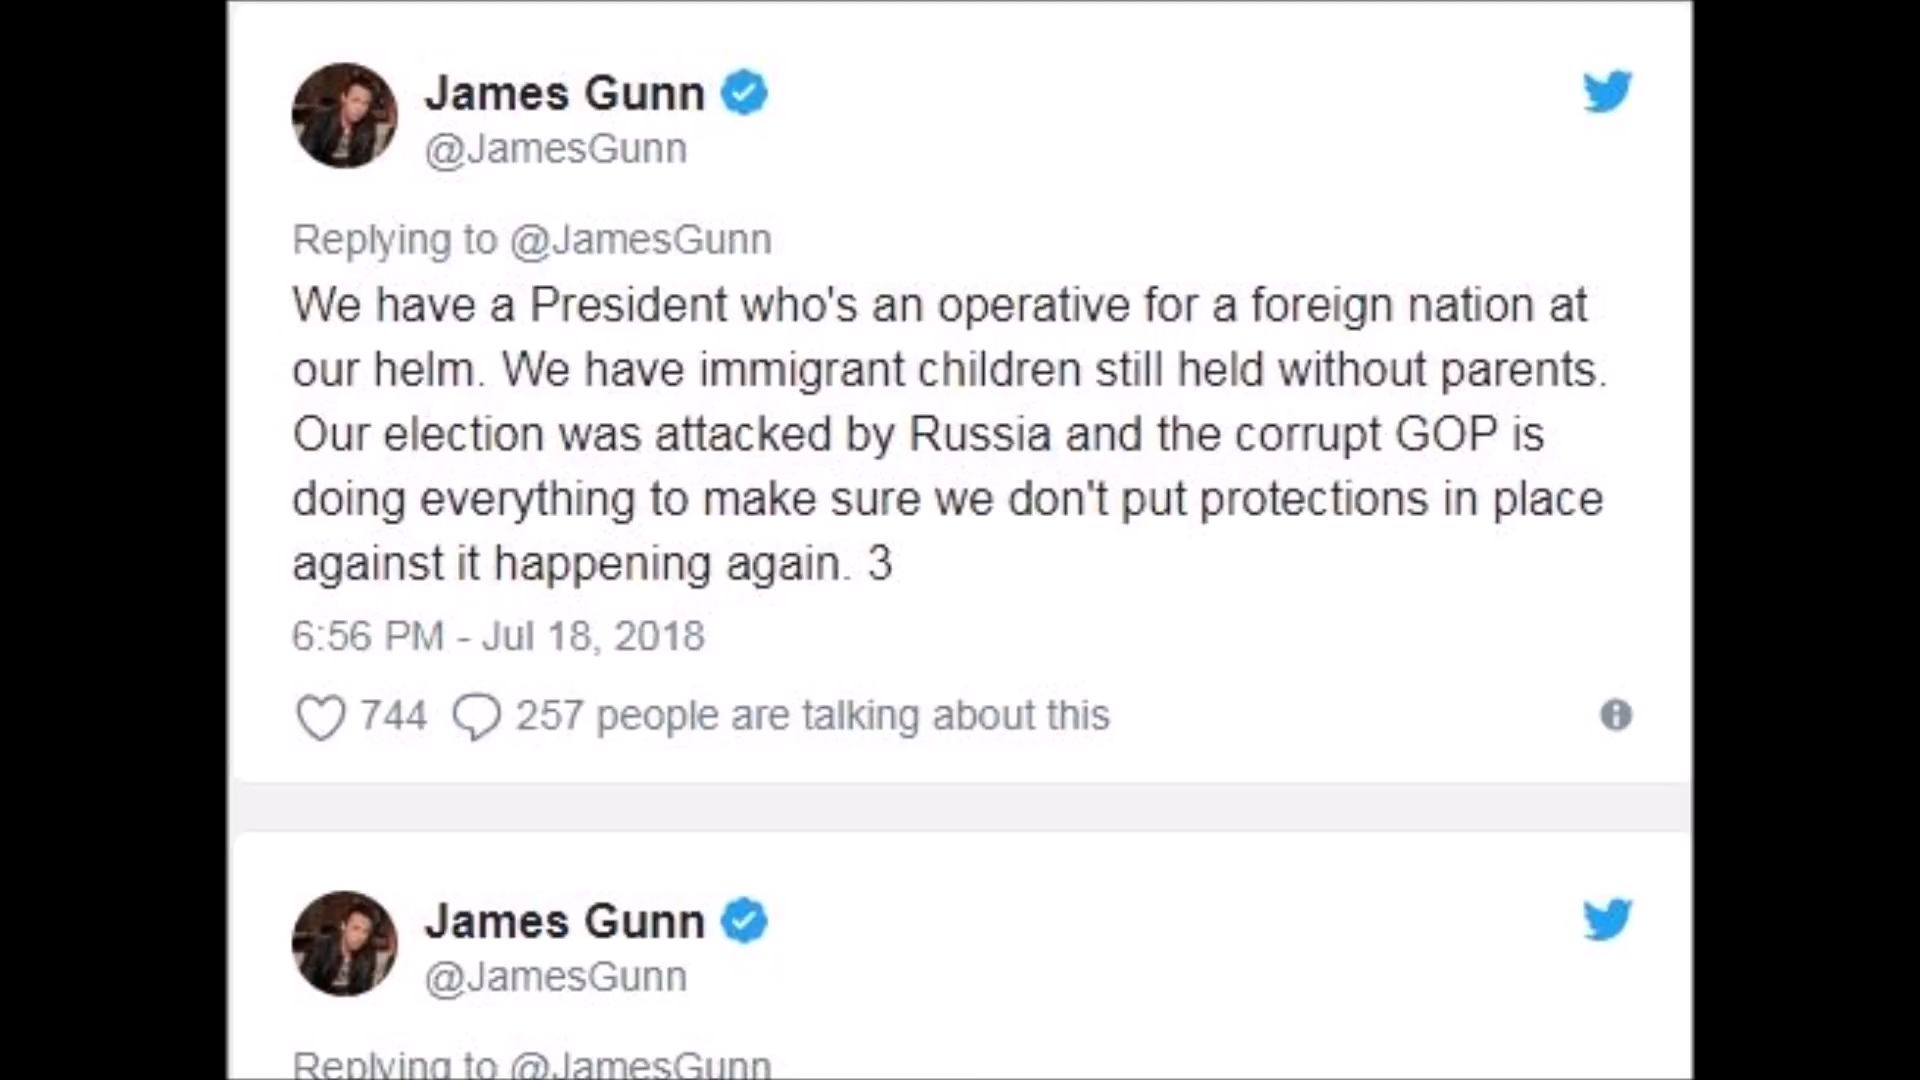 James Gunn
@JamesGunn
Replying to @JamesGunn
We have a President who's an operative for a foreign nation at
our helm. We have immigrant children still held without parents.
Our election was attacked by Russia and the corrupt GOP is
doing everything to make sure we don't put protections in place
against it happening again. 3
6:56 PM - Jul 18, 2018
744 257 people are talking about this
James Gunn
@JamesGunn
Replying to @JamesGunn